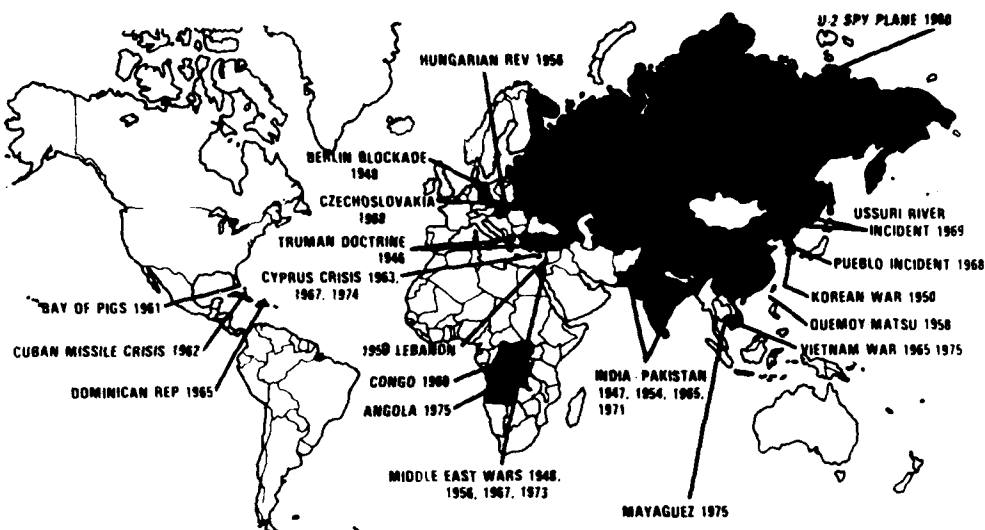 U-2 SPY PLANE 1960
HUNGARIAN REV 1956
BERLIN BLOCKADE
1948
CZECHOSLOVAKIA
1968
TRUMAN DOCTRINE
1946
CYPRUS CRISIS 1963,
1967, 1974
BAY OF PIGS 1961
CUBAN MISSILE CRISIS 1962
DOMINICAN REP 1965
1958 LEBANON
CONGO 1960
ANGOLA 1975
MIDDLE EAST WARS 1948,
1956, 1967, 1973
INDIA-PAKISTAN
1947, 1954, 1965,
1971
MAYAGUEZ 1975
USSURI RIVER
INCIDENT 1969
PUEBLO INCIDENT 1968
KOREAN WAR 1950
QUEMOY MATSU 1958
VIETNAM WAR 1965 1975